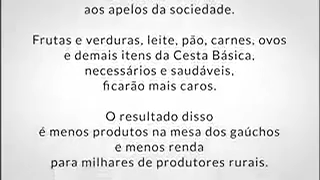 aos apelos da sociedade.
Frutas e verduras, leite, pão, carnes, ovos
e demais itens da Cesta Básica,
necessários e saudáveis,
ficarão mais caros.
O resultado disso
é menos produtos na mesa dos gaúchos
e menos renda
para milhares de produtores rurais.